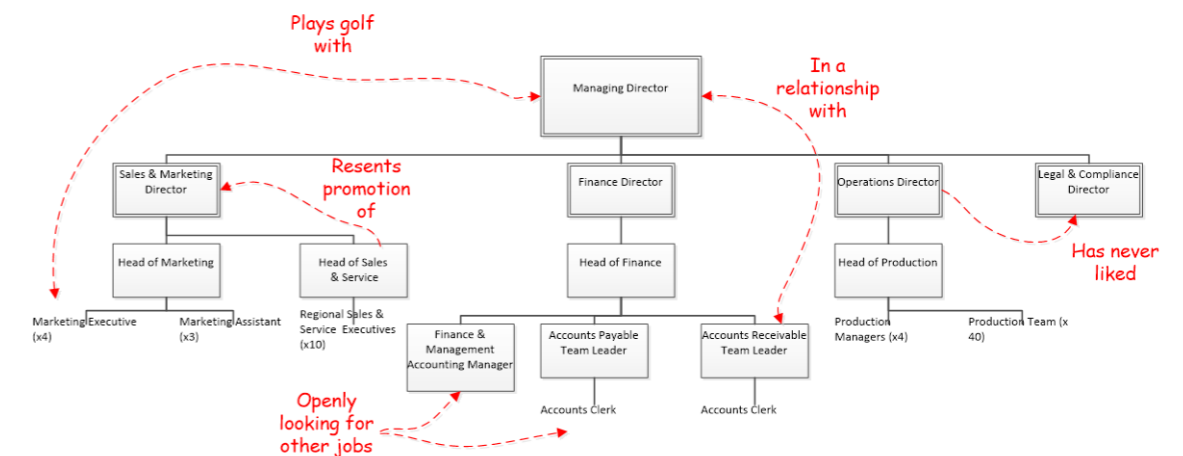 Plays golf
with
In a
relationship
with
Managing Director
Resents
promotion
of
Sales & Marketing
Director
Finance Director
Operations Director
Legal & Compliance
Director
Has never
liked
Head of Marketing
Head of Sales
& Service
Head of Finance
Head of Production
Marketing Executive
(x4)
Marketing Assistant
(x3)
Regional Sales &
Service Executives
(x10)
Finance &
Management
Accounting Manager
Accounts Payable
Team Leader
Accounts Receivable
Team Leader
Production
Managers (x4)
Production Team (x
40)
Openly
looking for
other jobs
Accounts Clerk
Accounts Clerk